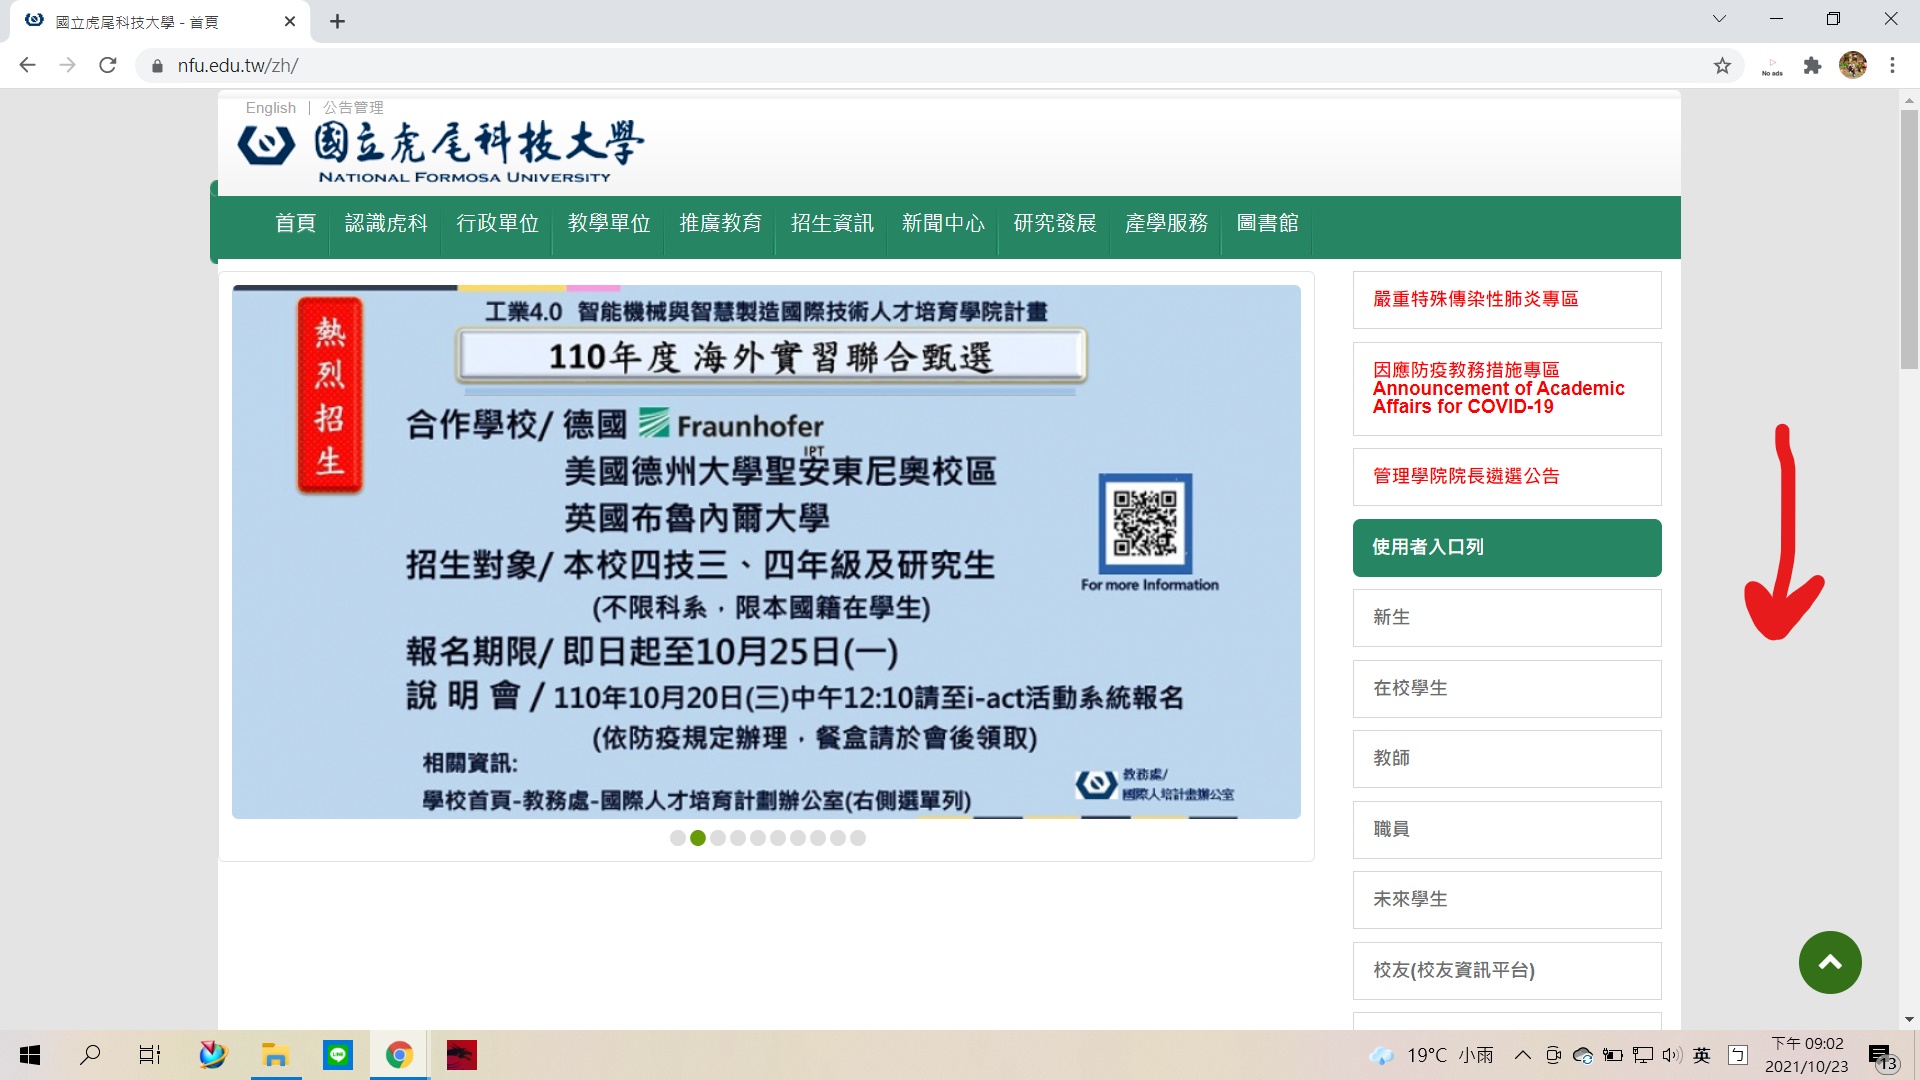 國立虎尾科技大學 - 首頁
nfu.edu.tw/zh/
No ads
English | 公告管理
國立虎尾科技大學
NATIONAL FORMOSA UNIVERSITY
首頁 認識虎科 行政單位 教學單位 推廣教育 招生資訊 新聞中心 研究發展 產學服務 圖書館
熱烈招生
工業4.0 智能機械與智慧製造國際技術人才培育學院計畫
110年度 海外實習聯合甄選
合作學校/ 德國 Fraunhofer
IPT
美國德州大學聖安東尼奧校區
英國布魯內爾大學
招生對象/ 本校四技三、四年級及研究生
(不限科系，限本國籍在學生)
報名期限/ 即日起至10月25日(一)
說 明 會 / 110年10月20日(三)中午12:10請至i-act活動系統報名
(依防疫規定辦理，餐盒請於會後領取)
相關資訊:
學校首頁-教務處-國際人才培育計劃辦公室(右側選單列)
For more Information
教務處/
國際人培計畫辦公室
嚴重特殊傳染性肺炎專區
因應防疫教務措施專區
Announcement of Academic
Affairs for COVID-19
管理學院院長遴選公告
使用者入口列
新生
在校學生
教師
職員
未來學生
校友(校友資訊平台)
LINE
19°C 小雨
英
ㄅ
下午 09:02
2021/10/23
13